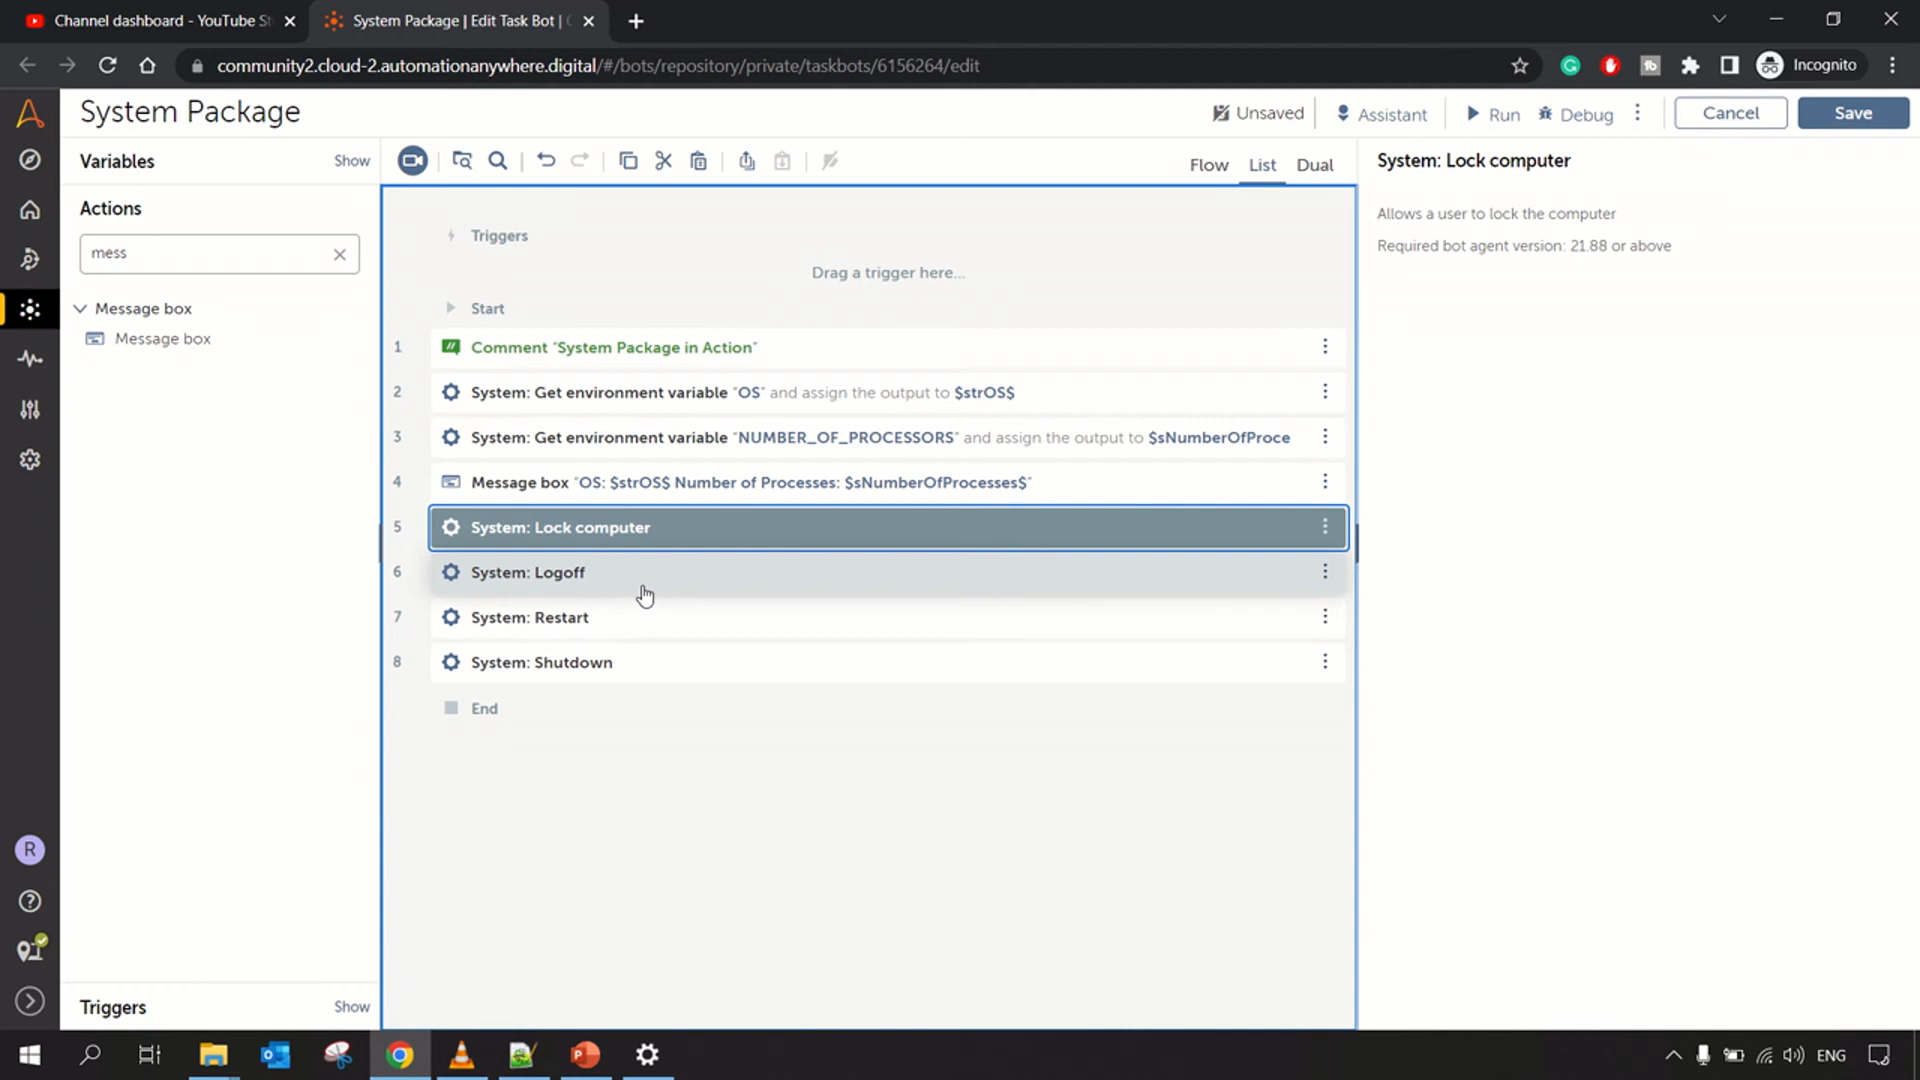 Channel dashboard - YouTube St
System Package | Edit Task Bot |
community2.cloud-2.automationanywhere.digital/#/bots/repository/private/taskbots/6156264/edit
Incognito
System Package
Unsaved
Assistant
Run
Debug
Cancel
Save
Variables
Show
Flow
List
Dual
System: Lock computer
Actions
mess
Message box
Message box
Allows a user to lock the computer
Required bot agent version: 21.88 or above
Triggers
Drag a trigger here...
Start
1 Comment "System Package in Action"
2 System: Get environment variable "OS" and assign the output to $strOS$
3 System: Get environment variable "NUMBER_OF_PROCESSORS" and assign the output to $sNumberOfProce
4 Message box "OS: $strOS$ Number of Processes: $sNumberOfProcesses$"
5 System: Lock computer
6 System: Logoff
7 System: Restart
8 System: Shutdown
End
R
Triggers
Show
ENG